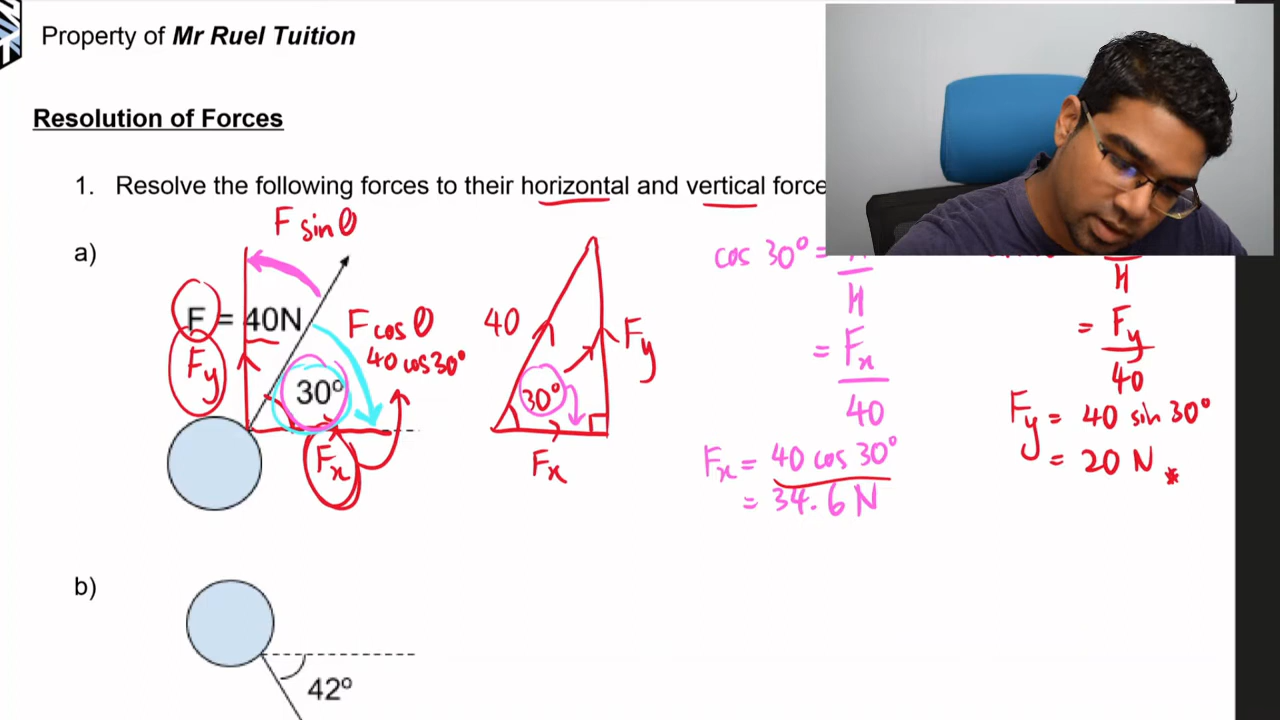 Property of Mr Ruel Tuition
Resolution of Forces
1. Resolve the following forces to their horizontal and vertical force
a)
F sin θ
F = 40N
Fy
30°
F cos θ
40 cos 30°
Fx
40
30°
Fy
Fx
cos 30° =
H
= Fx
40
Fx = 40 cos 30°
= 34.6 N
H
= Fy
40
Fy = 40 sin 30°
= 20 N
b)
42°